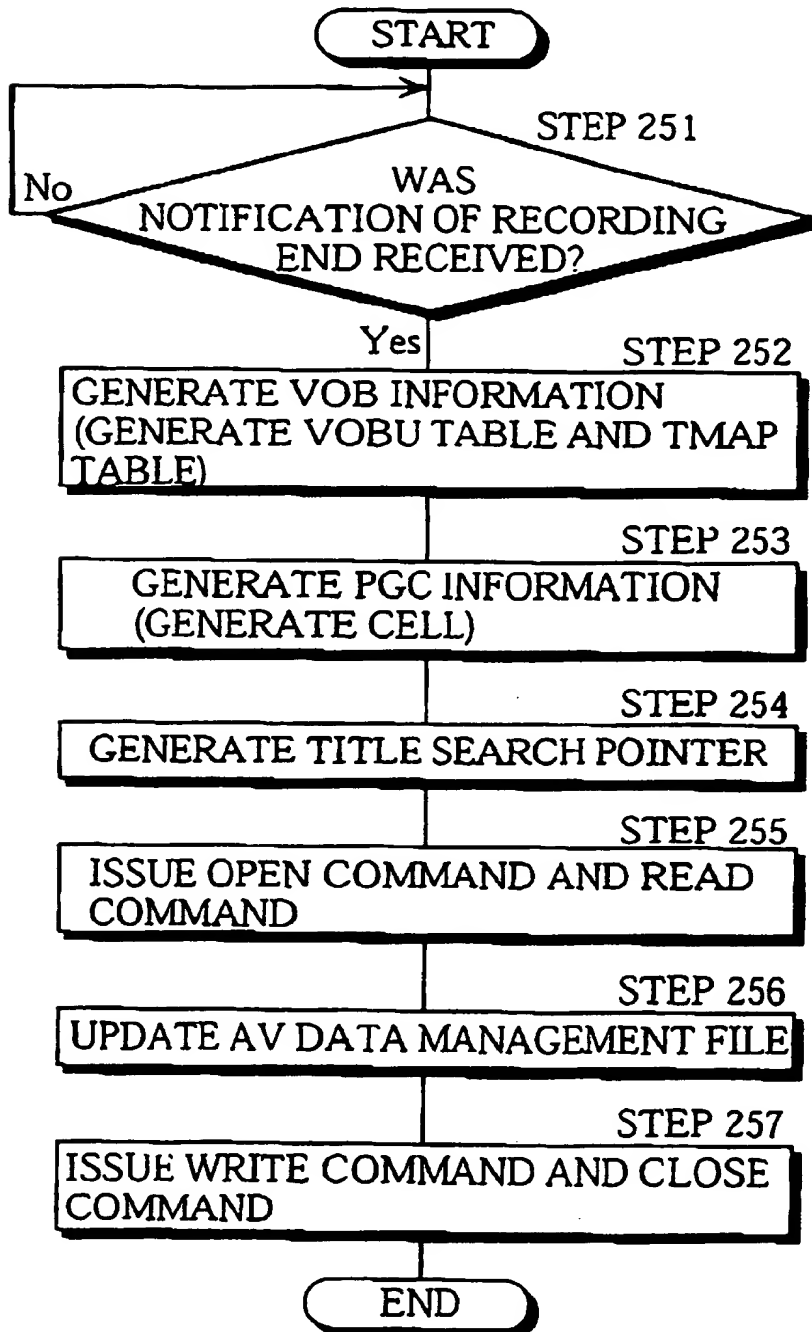 START
STEP 251
No
WAS
NOTIFICATION OF RECORDING
END RECEIVED?
Yes
STEP 252
GENERATE VOB INFORMATION
(GENERATE VOBU TABLE AND TMAP
TABLE)
STEP 253
GENERATE PGC INFORMATION
(GENERATE CELL)
STEP 254
GENERATE TITLE SEARCH POINTER
STEP 255
ISSUE OPEN COMMAND AND READ
COMMAND
STEP 256
UPDATE AV DATA MANAGEMENT FILE
STEP 257
ISSUE WRITE COMMAND AND CLOSE
COMMAND
END